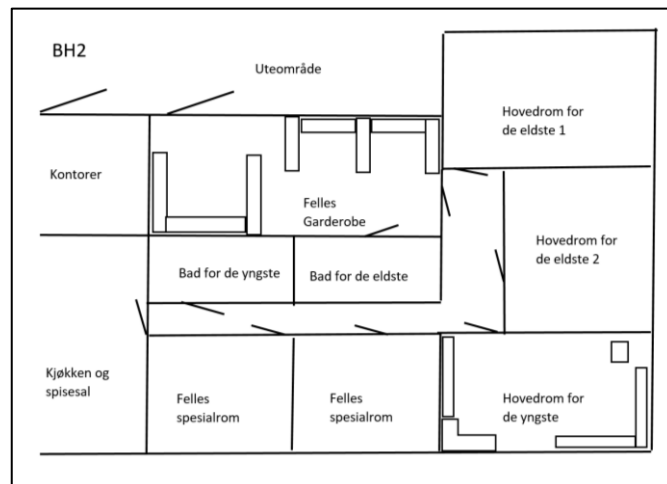 BH2
Uteområde
Hovedrom for
de eldste 1
Kontorer
Felles
Garderobe
Hovedrom for
de eldste 2
Bad for de yngste
Bad for de eldste
Kjøkken og
spisesal
Felles
spesialrom
Felles
spesialrom
Hovedrom for
de yngste